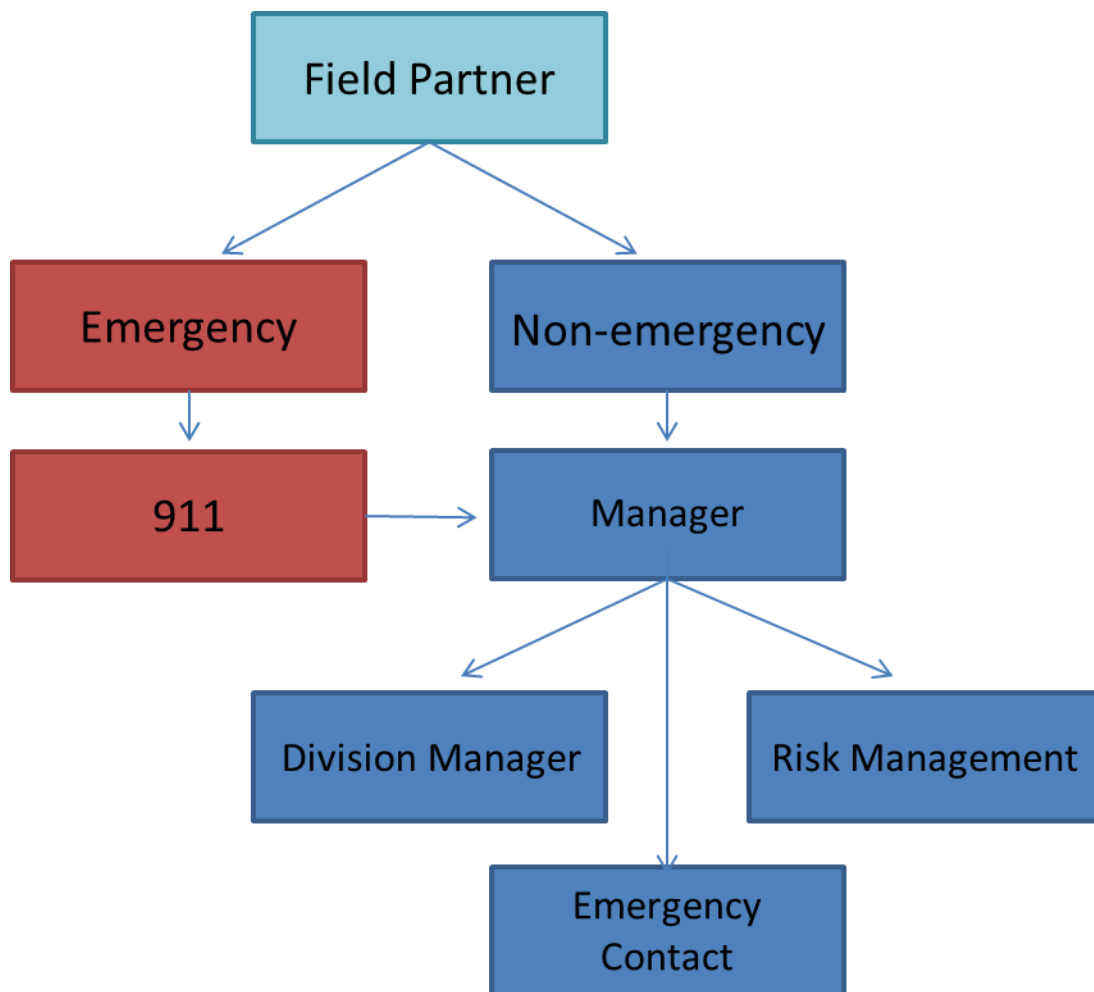 Field Partner
Emergency
Non-emergency
911
Manager
Division Manager
Risk Management
Emergency
Contact